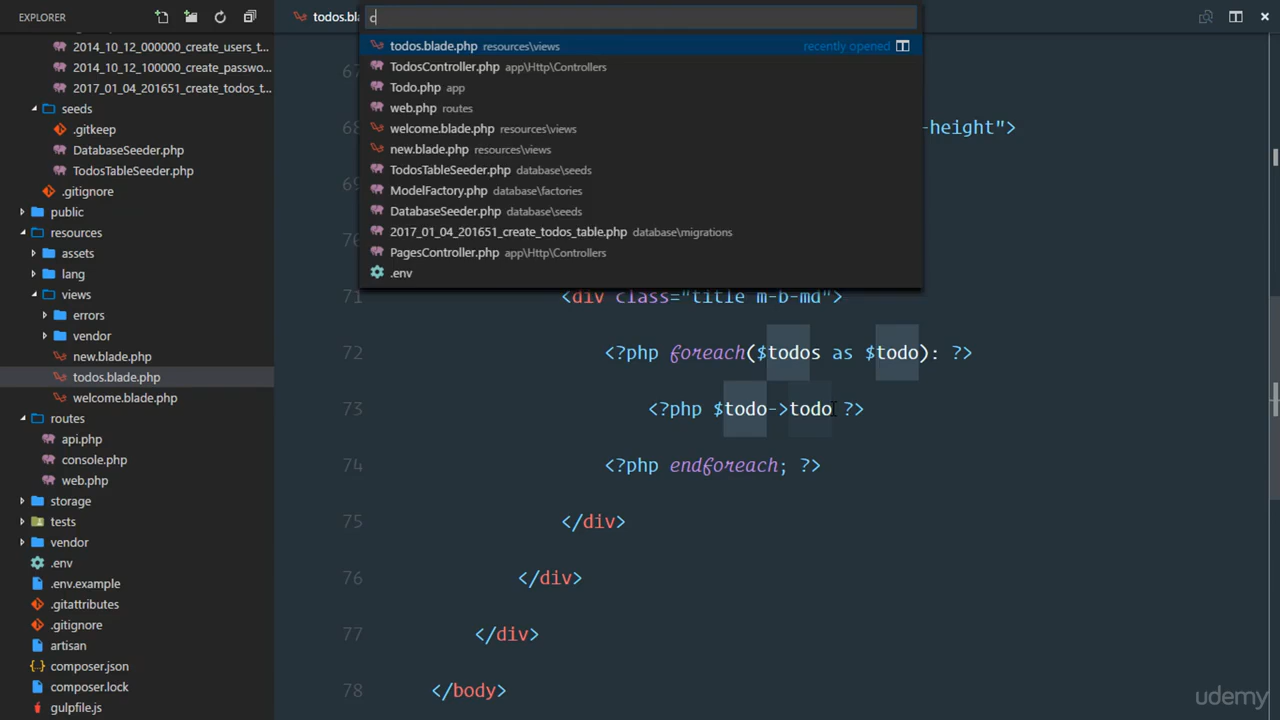 EXPLORER
2014_10_12_000000_create_users_t...
2014_10_12_100000_create_passwo...
2017_01_04_201651_create_todos_t...
seeds
.gitkeep
DatabaseSeeder.php
TodosTableSeeder.php
.gitignore
public
resources
assets
lang
views
errors
vendor
new.blade.php
todos.blade.php
welcome.blade.php
routes
api.php
console.php
web.php
storage
tests
vendor
.env
.env.example
.gitattributes
.gitignore
artisan
composer.json
composer.lock
gulpfile.js
todos.bla
c
todos.blade.php resources\views recently opened
TodosController.php app\Http\Controllers
Todo.php app
web.php routes
welcome.blade.php resources\views
new.blade.php resources\views
TodosTableSeeder.php database\seeds
ModelFactory.php database\factories
DatabaseSeeder.php database\seeds
2017_01_04_201651_create_todos_table.php database\migrations
PagesController.php app\Http\Controllers
.env
67
68 -height">
69
70
71 <div class="title m-b-md">
72 <?php foreach($todos as $todo): ?>
73 <?php $todo->todo ?>
74 <?php endforeach; ?>
75 </div>
76 </div>
77 </div>
78 </body>
udemy